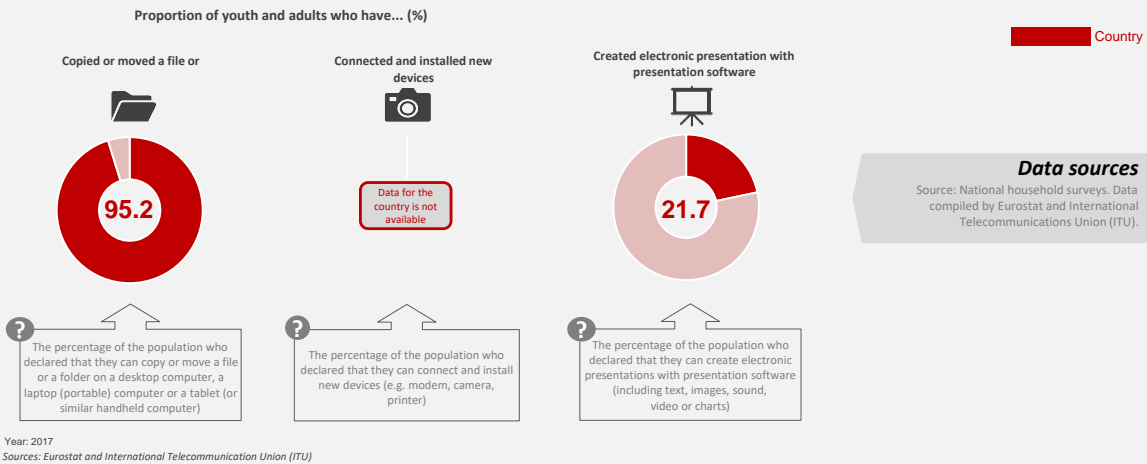 Proportion of youth and adults who have... (%)
Country
Copied or moved a file or
Connected and installed new
devices
Created electronic presentation with
presentation software
95.2
Data for the
country is not
available
21.7
Data sources
Source: National household surveys. Data
compiled by Eurostat and International
Telecommunications Union (ITU).
?
The percentage of the population who
declared that they can copy or move a file
or a folder on a desktop computer, a
laptop (portable) computer or a tablet (or
similar handheld computer)
?
The percentage of the population who
declared that they can connect and install
new devices (e.g. modem, camera,
printer)
?
The percentage of the population who
declared that they can create electronic
presentations with presentation software
(including text, images, sound,
video or charts)
Year: 2017
Sources: Eurostat and International Telecommunication Union (ITU)